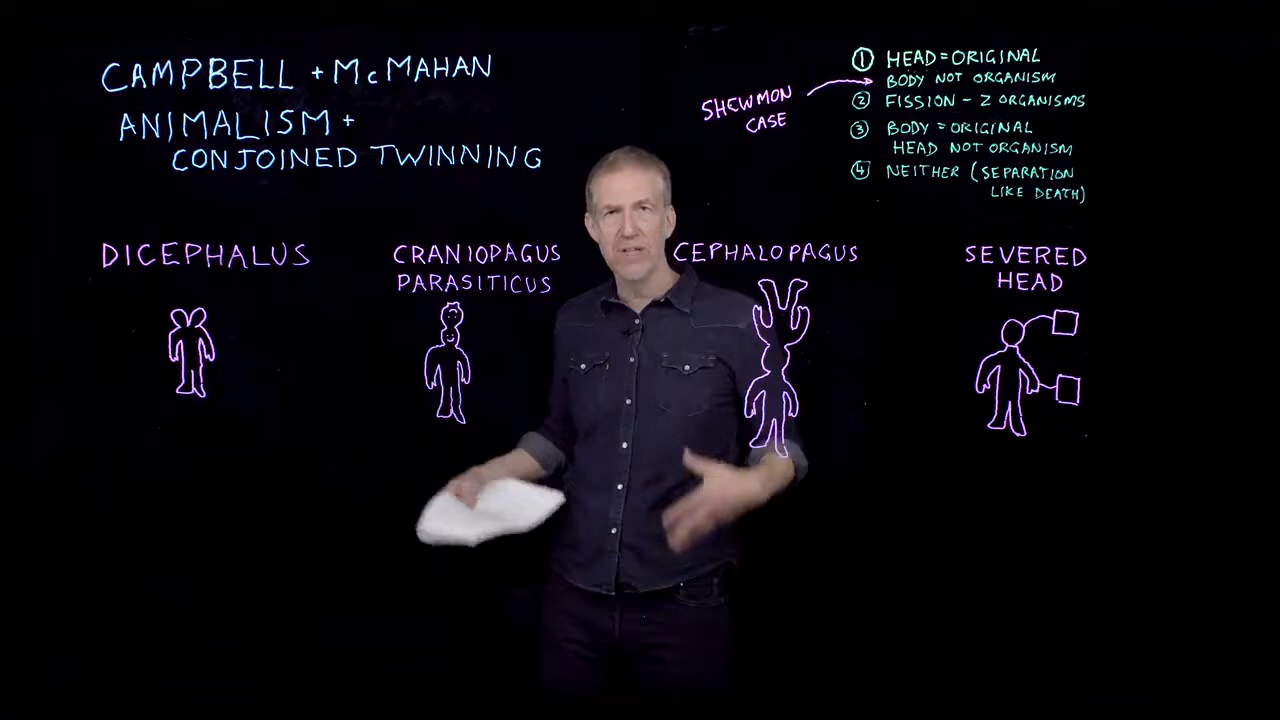 CAMPBELL + McMAHAN
ANIMALISM +
CONJOINED TWINNING
SHEWMON
CASE
① HEAD = ORIGINAL
BODY NOT ORGANISM
② FISSION - 2 ORGANISMS
③ BODY = ORIGINAL
HEAD NOT ORGANISM
④ NEITHER (SEPARATION
LIKE DEATH)
DICEPHALUS
CRANIOPAGUS
PARASITICUS
CEPHALOPAGUS
SEVERED
HEAD